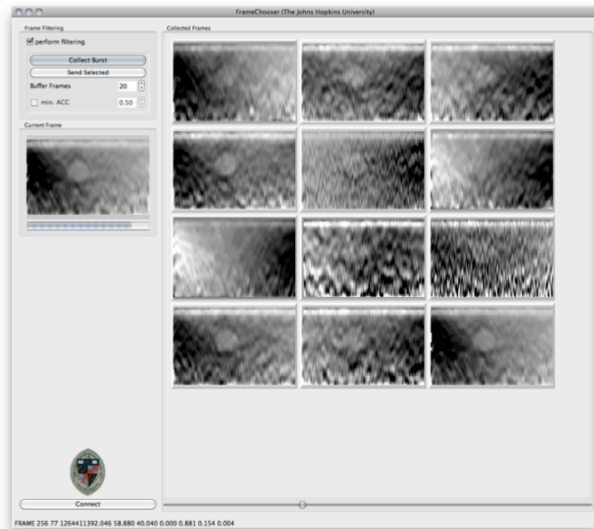 FrameChooser (The Johns Hopkins University)
Frame Filtering
perform filtering
Collect Burst
Send Selected
Buffer Frames 20
min. ACC 0.50
Current Frame
Connect
Collected Frames
FRAME 256 77 1264411392.046 58.880 40.040 0.000 0.881 0.154 0.004